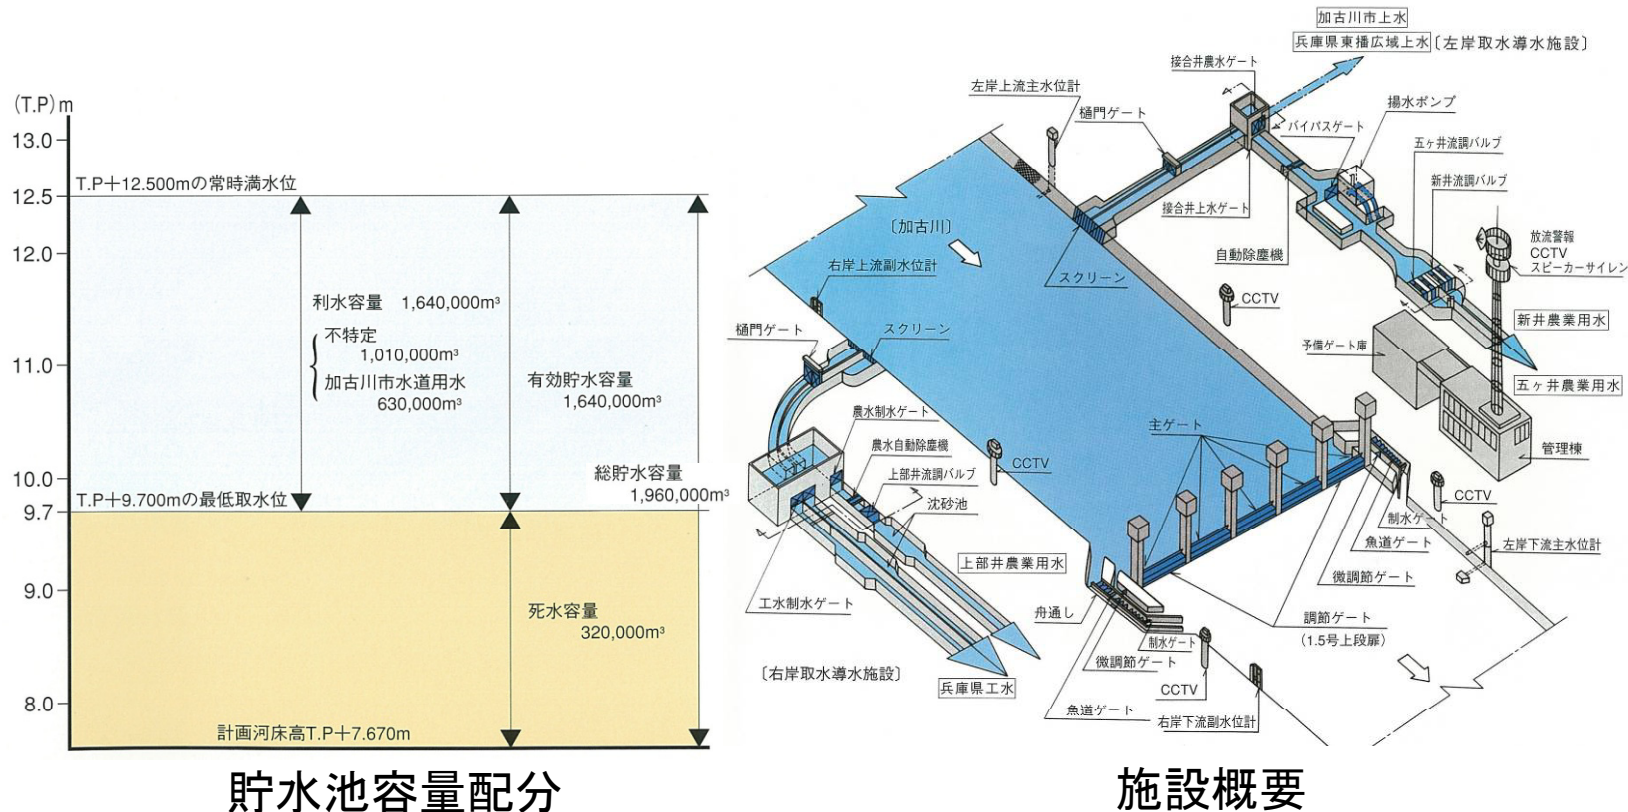 (T.P)m
13.0
12.5
12.0
11.0
10.0
9.7
9.0
8.0
T.P+12.500mの常時満水位
利水容量 1,640,000m³
不特定
1,010,000m³
加古川市水道用水
630,000m³
有効貯水容量
1,640,000m³
総貯水容量
1,960,000m³
T.P+9.700mの最低取水位
死水容量
320,000m³
計画河床高T.P+7.670m
貯水池容量配分
加古川市上水
兵庫県東播広域上水
〔左岸取水導水施設〕
接合井農水ゲート
左岸上流主水位計
樋門ゲート
バイパスゲート
揚水ポンプ
五ヶ井流調バルブ
新井流調バルブ
接合井上水ゲート
〔加古川〕
自動除塵機
放流警報
CCTV
スピーカーサイレン
右岸上流副水位計
スクリーン
CCTV
新井農業用水
樋門ゲート
スクリーン
予備ゲート庫
五ヶ井農業用水
農水制水ゲート
主ゲート
農水自動除塵機
管理棟
CCTV
上部井流調バルブ
CCTV
沈砂池
制水ゲート
魚道ゲート
左岸下流主水位計
上部井農業用水
微調節ゲート
工水制水ゲート
舟通し
調節ゲート
(1.5号上段扉)
制水ゲート
微調節ゲート
〔右岸取水導水施設〕
兵庫県工水
CCTV
魚道ゲート
右岸下流副水位計
施設概要